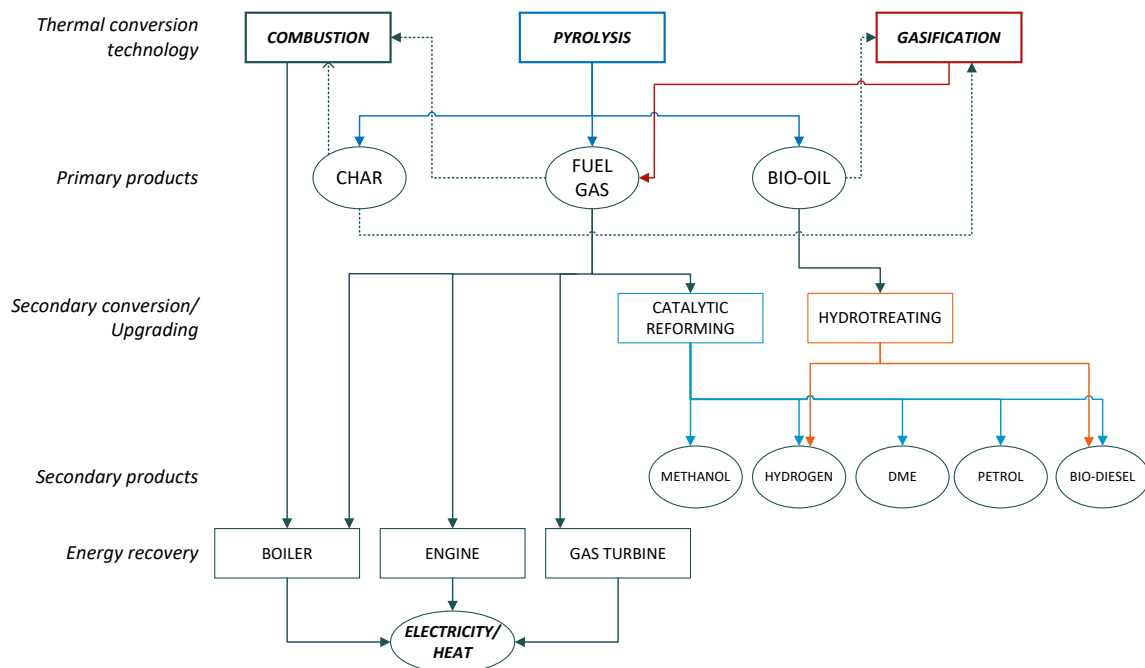 Thermal conversion
technology
COMBUSTION
PYROLYSIS
GASIFICATION
Primary products
CHAR
FUEL
GAS
BIO-OIL
Secondary conversion/
Upgrading
CATALYTIC
REFORMING
HYDROTREATING
Secondary products
METHANOL
HYDROGEN
DME
PETROL
BIO-DIESEL
Energy recovery
BOILER
ENGINE
GAS TURBINE
ELECTRICITY/
HEAT